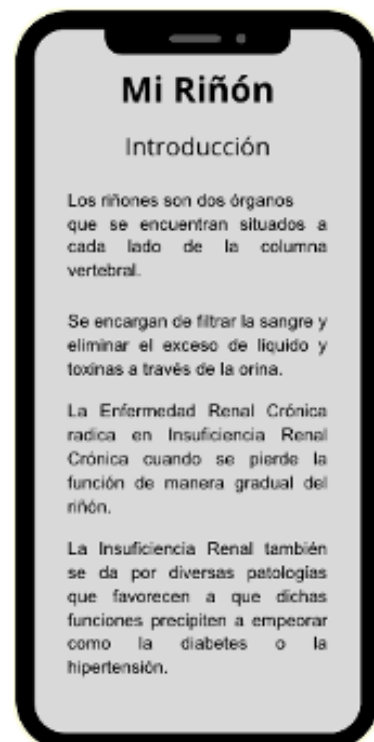 Mi Riñón
Introducción
Los riñones son dos órganos
que se encuentran situados a
cada lado de la columna
vertebral.
Se encargan de filtrar la sangre y
eliminar el exceso de liquido y
toxinas a través de la orina.
La Enfermedad Renal Crónica
radica en Insuficiencia Renal
Crónica cuando se pierde la
función de manera gradual del
riñón.
La Insuficiencia Renal también
se da por diversas patologías
que favorecen a que dichas
funciones precipiten a empeorar
como la diabetes o la
hipertensión.